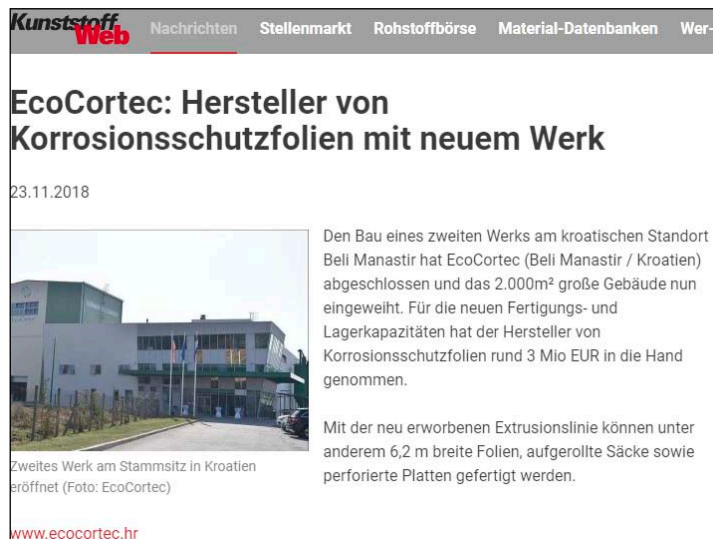 Kunststoff Web Nachrichten Stellenmarkt Rohstoffbörse Material-Datenbanken Wer-
EcoCortec: Hersteller von
Korrosionsschutzfolien mit neuem Werk
23.11.2018
Den Bau eines zweiten Werks am kroatischen Standort
Beli Manastir hat EcoCortec (Beli Manastir / Kroatien)
abgeschlossen und das 2.000m² große Gebäude nun
eingeweiht. Für die neuen Fertigungs- und
Lagerkapazitäten hat der Hersteller von
Korrosionsschutzfolien rund 3 Mio EUR in die Hand
genommen.
Mit der neu erworbenen Extrusionslinie können unter
anderem 6,2 m breite Folien, aufgerollte Säcke sowie
perforierte Platten gefertigt werden.
Zweites Werk am Stammsitz in Kroatien
eröffnet (Foto: EcoCortec)
www.ecocortec.hr